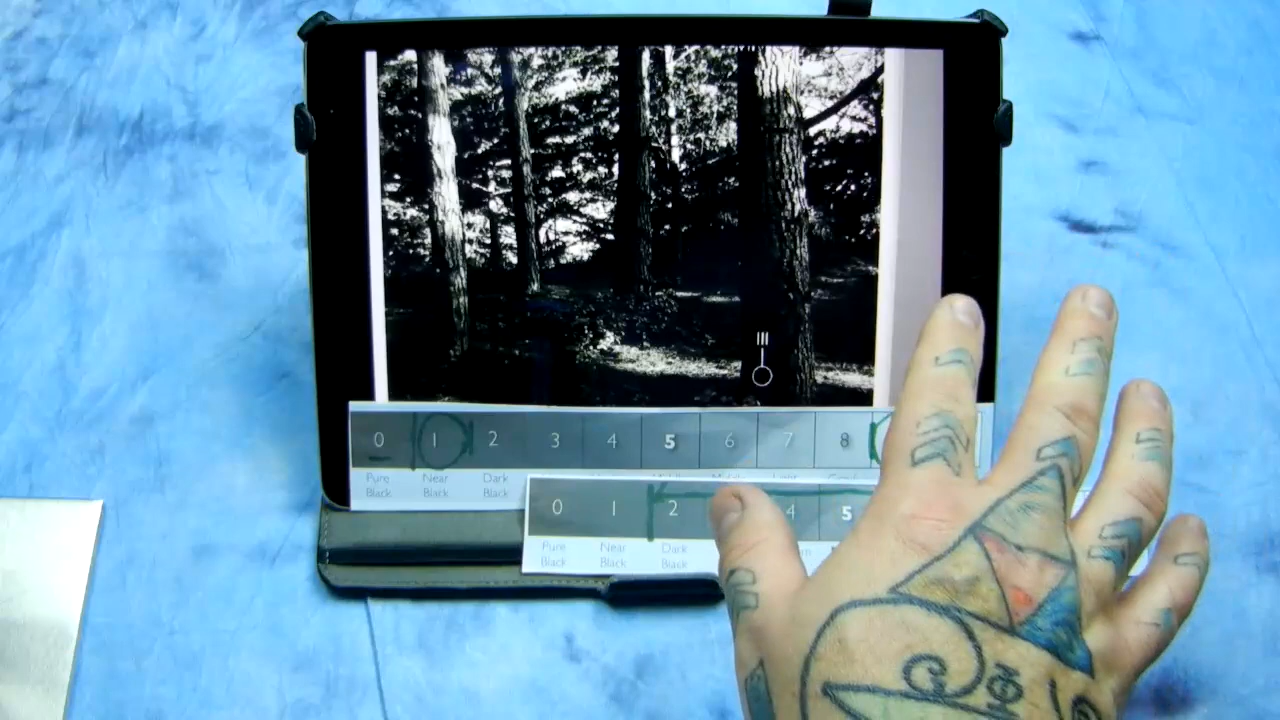 III
0 1 2 3 4 5 6 7 8
Pure Near Dark
Black Black Black
0 1 2 4 5
Pure Near Dark
Black Black Black
Φ